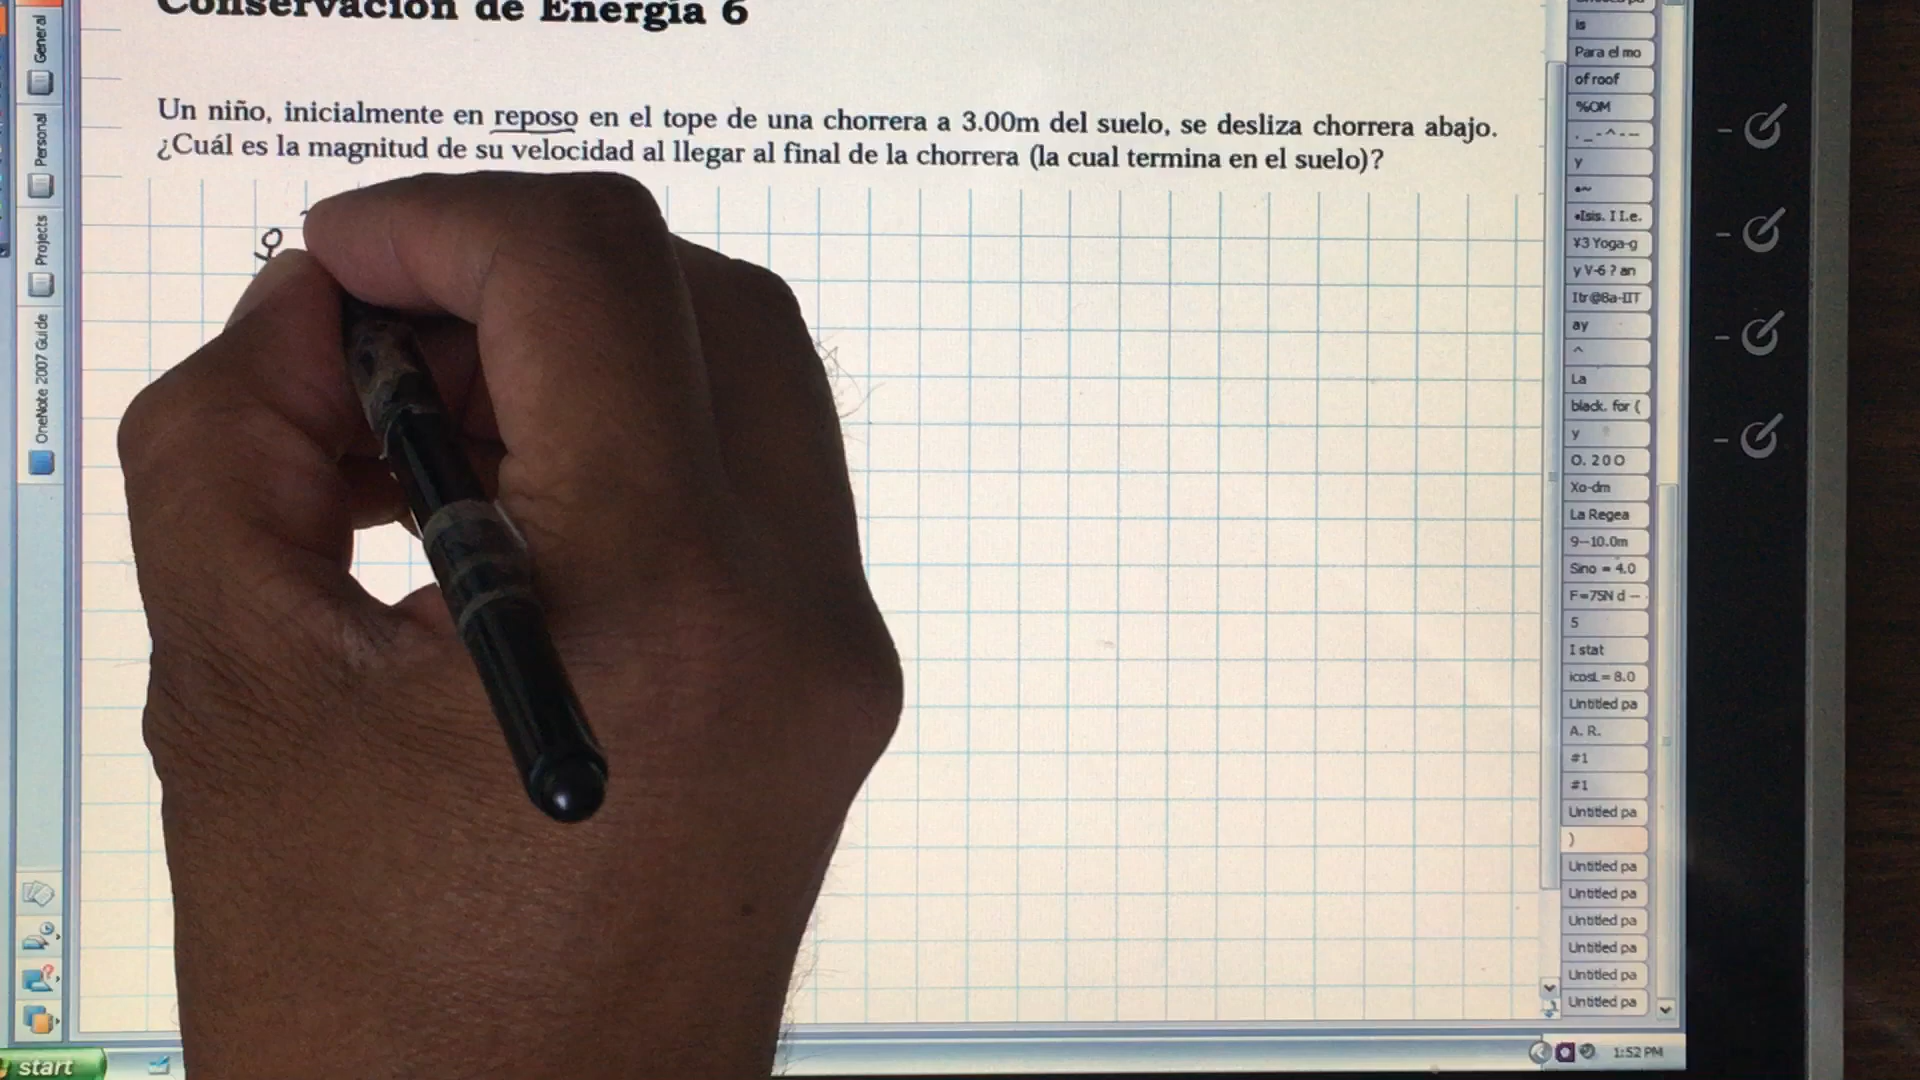 Conservación de Energía 6
Un niño, inicialmente en reposo en el tope de una chorrera a 3.00m del suelo, se desliza chorrera abajo.
¿Cuál es la magnitud de su velocidad al llegar al final de la chorrera (la cual termina en el suelo)?
General
Personal
Projects
OneNote 2007 Guide
is
Para el mo
of roof
%OM
y
•~
•Isis. I I.e.
¥3 Yoga-g
y V-6 ? an
Itr@8a-IIT
ay
^
La
black. for (
y
0. 200
Xo-dm
La Regea
9--10.0m
Sino = 4.0
F=75N d -
5
I stat
icosL = 8.0
Untitled pa
A. R.
#1
#1
Untitled pa
)
Untitled pa
Untitled pa
Untitled pa
Untitled pa
Untitled pa
Untitled pa
start
1:52 PM